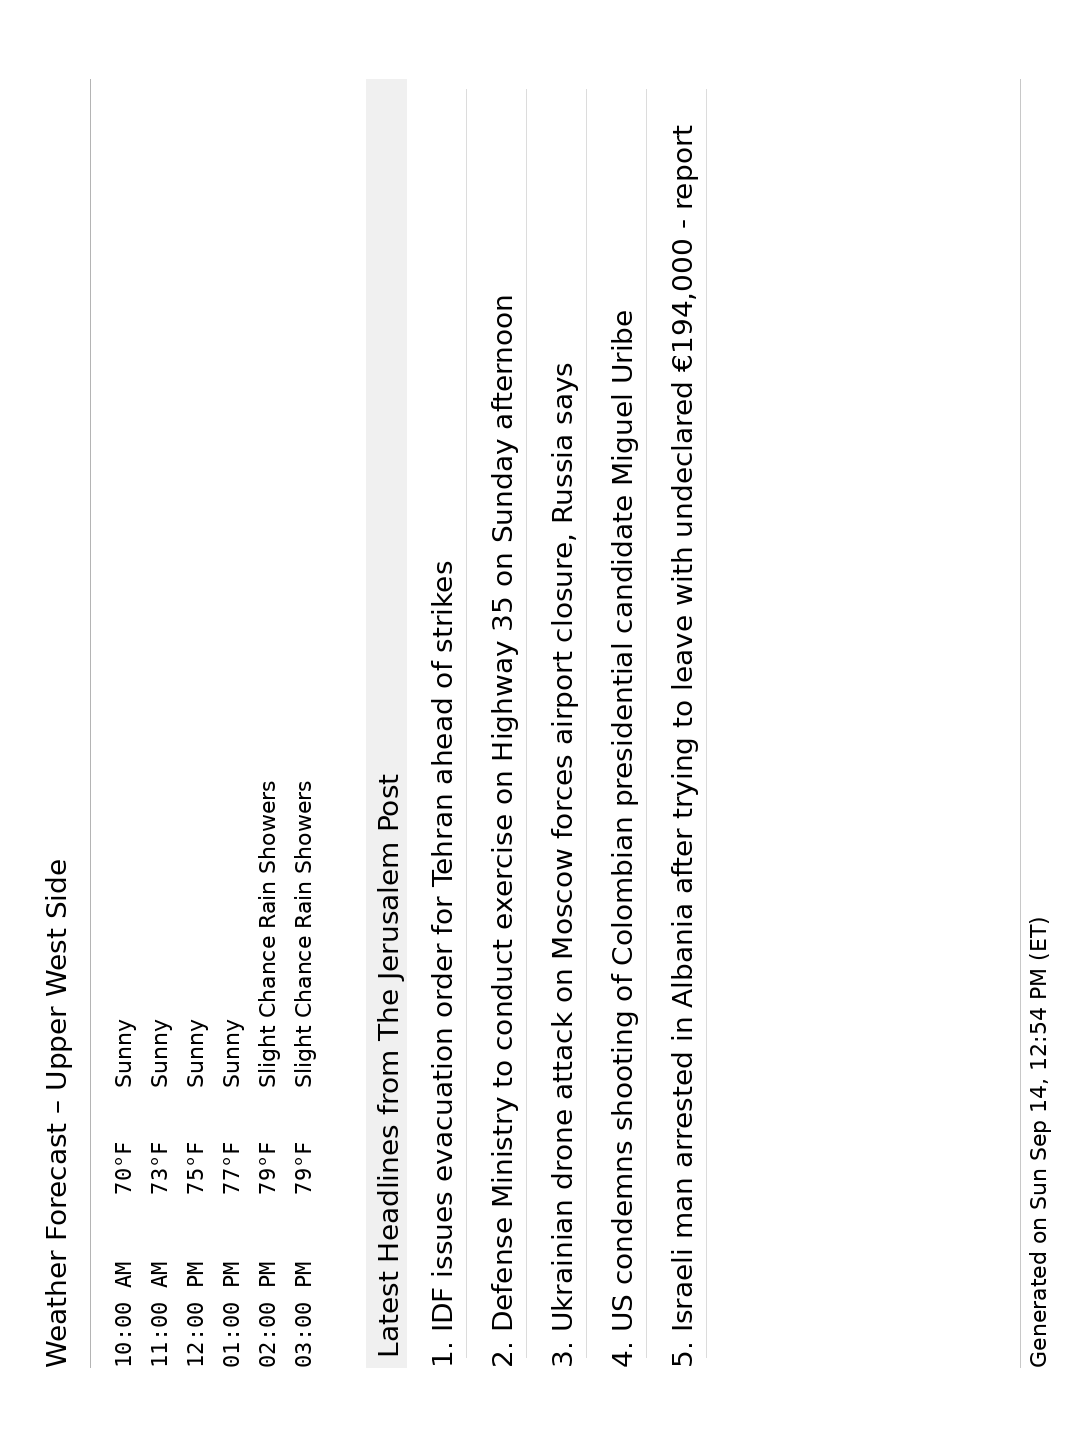 Weather Forecast – Upper West Side
10:00 AM 70°F Sunny
11:00 AM 73°F Sunny
12:00 PM 75°F Sunny
01:00 PM 77°F Sunny
02:00 PM 79°F Slight Chance Rain Showers
03:00 PM 79°F Slight Chance Rain Showers
Latest Headlines from The Jerusalem Post
1. IDF issues evacuation order for Tehran ahead of strikes
2. Defense Ministry to conduct exercise on Highway 35 on Sunday afternoon
3. Ukrainian drone attack on Moscow forces airport closure, Russia says
4. US condemns shooting of Colombian presidential candidate Miguel Uribe
5. Israeli man arrested in Albania after trying to leave with undeclared €194,000 - report
Generated on Sun Sep 14, 12:54 PM (ET)